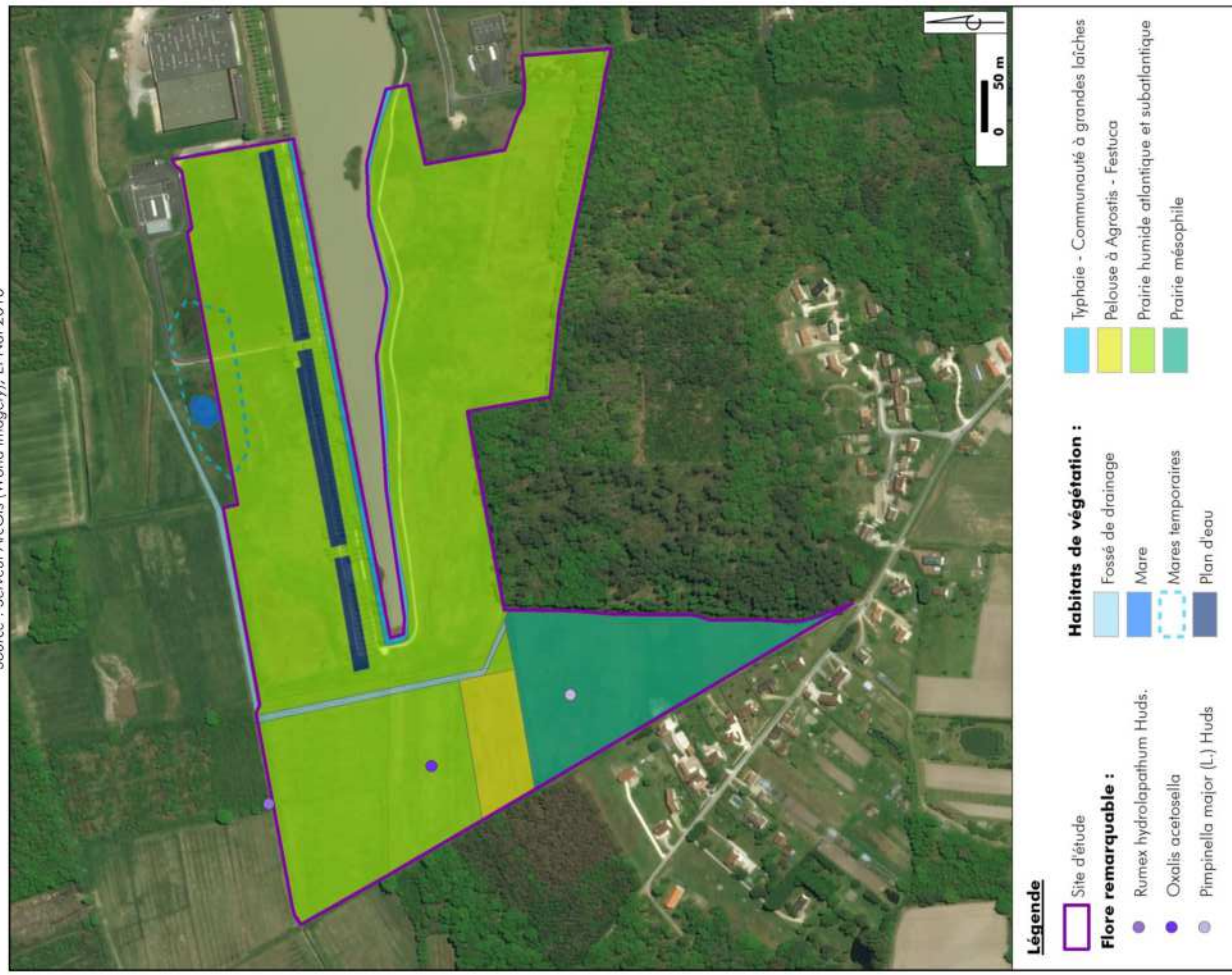 50 m
0
Légende
Site d'étude
Flore remarquable :
Rumex hydrolapathum Huds.
Oxalis acetosella
Pimpinella major (L.) Huds
Habitats de végétation :
Fossé de drainage
Mare
Mares temporaires
Plan d'eau
Typhaie - Communauté à grandes laîches
Pelouse à Agrostis - Festuca
Prairie humide atlantique et subatlantique
Prairie mésophile